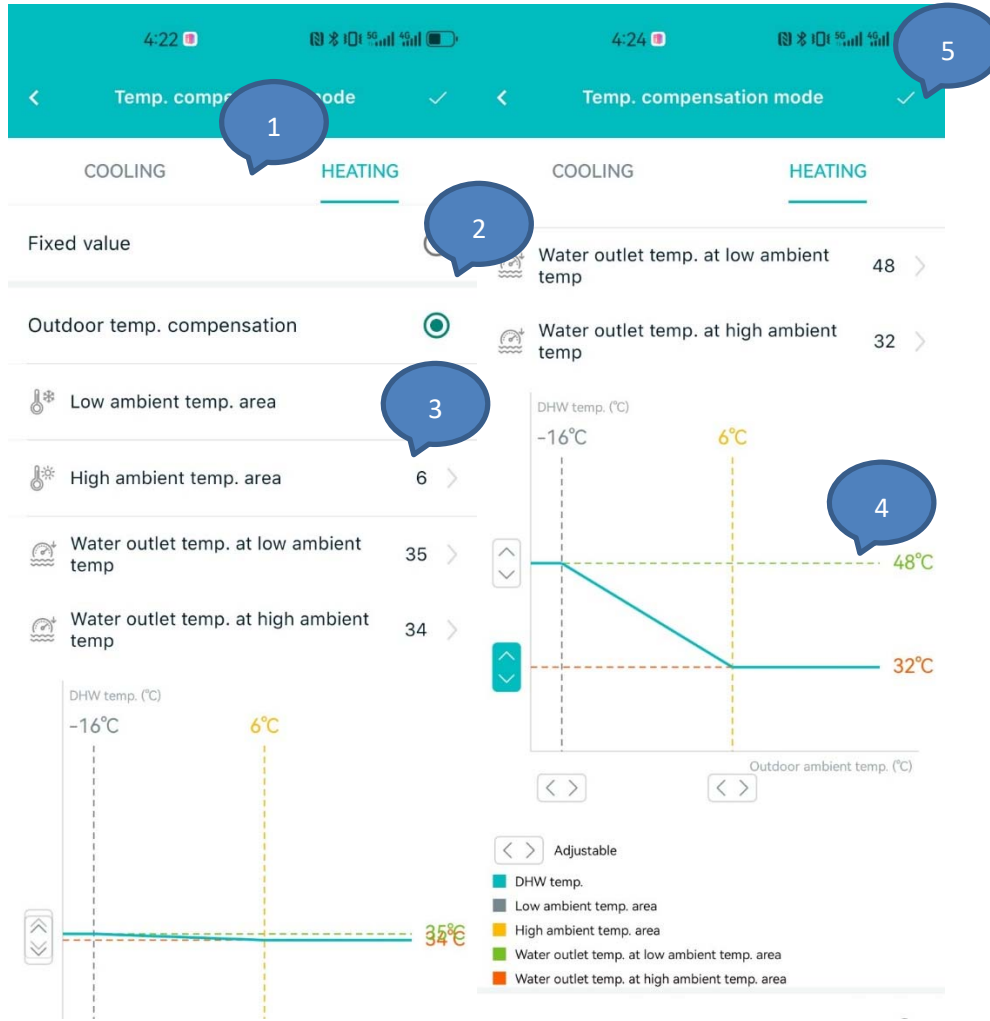 4:22
Temp. compe
ode
COOLING
HEATING
Fixed value
Outdoor temp. compensation
Low ambient temp. area
High ambient temp. area
6
Water outlet temp. at low ambient
temp
35
Water outlet temp. at high ambient
temp
34
DHW temp. (℃)
-16℃
6℃
35℃
34℃
1
2
3
4:24
5
Temp. compensation mode
COOLING
HEATING
Water outlet temp. at low ambient
temp
48
Water outlet temp. at high ambient
temp
32
DHW temp. (℃)
-16℃
6℃
4
48℃
32℃
Outdoor ambient temp. (℃)
Adjustable
DHW temp.
Low ambient temp. area
High ambient temp. area
Water outlet temp. at low ambient temp. area
Water outlet temp. at high ambient temp. area